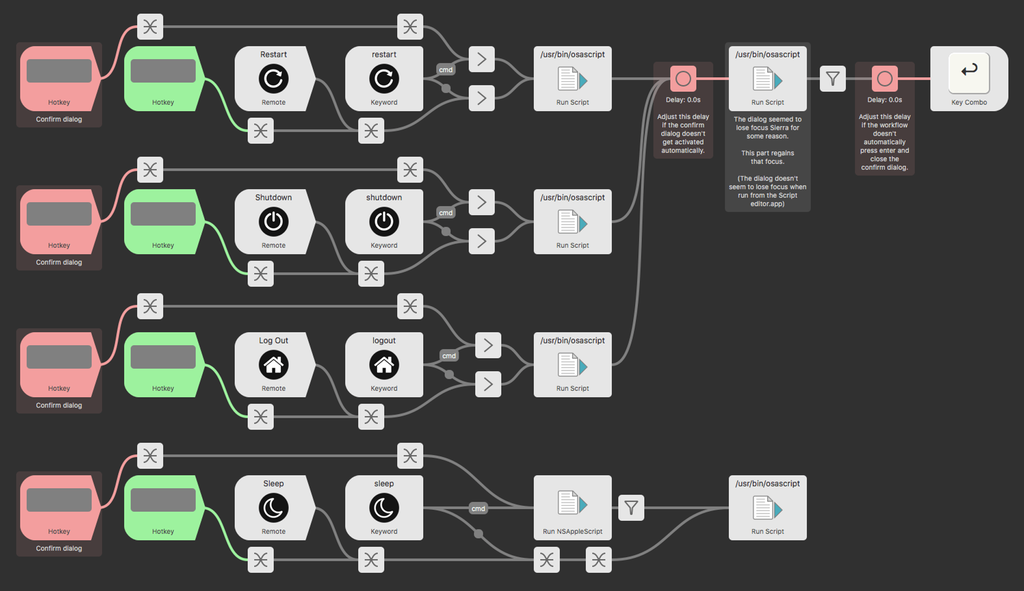 Restart
restart
/usr/bin/osascript
/usr/bin/osascript
cmd
Hotkey
Hotkey
Remote
Keyword
Run Script
Delay: 0.0s
Run Script
Delay: 0.0s
Key Combo
Confirm dialog
Adjust this delay
if the confirm
dialog doesn't
get activated
automatically.
The dialog seemed to
lose focus Sierra for
some reason.
This part regains
that focus.
(The dialog doesn't
seem to lose focus when
run from the Script
editor.app)
Adjust this delay
if the workflow
doesn't
automatically
press enter and
close the
confirm dialog.
Shutdown
shutdown
/usr/bin/osascript
cmd
Hotkey
Hotkey
Remote
Keyword
Run Script
Confirm dialog
Log Out
logout
/usr/bin/osascript
cmd
Hotkey
Hotkey
Remote
Keyword
Run Script
Confirm dialog
Sleep
sleep
/usr/bin/osascript
cmd
Hotkey
Hotkey
Remote
Keyword
Run NSAppleScript
Run Script
Confirm dialog